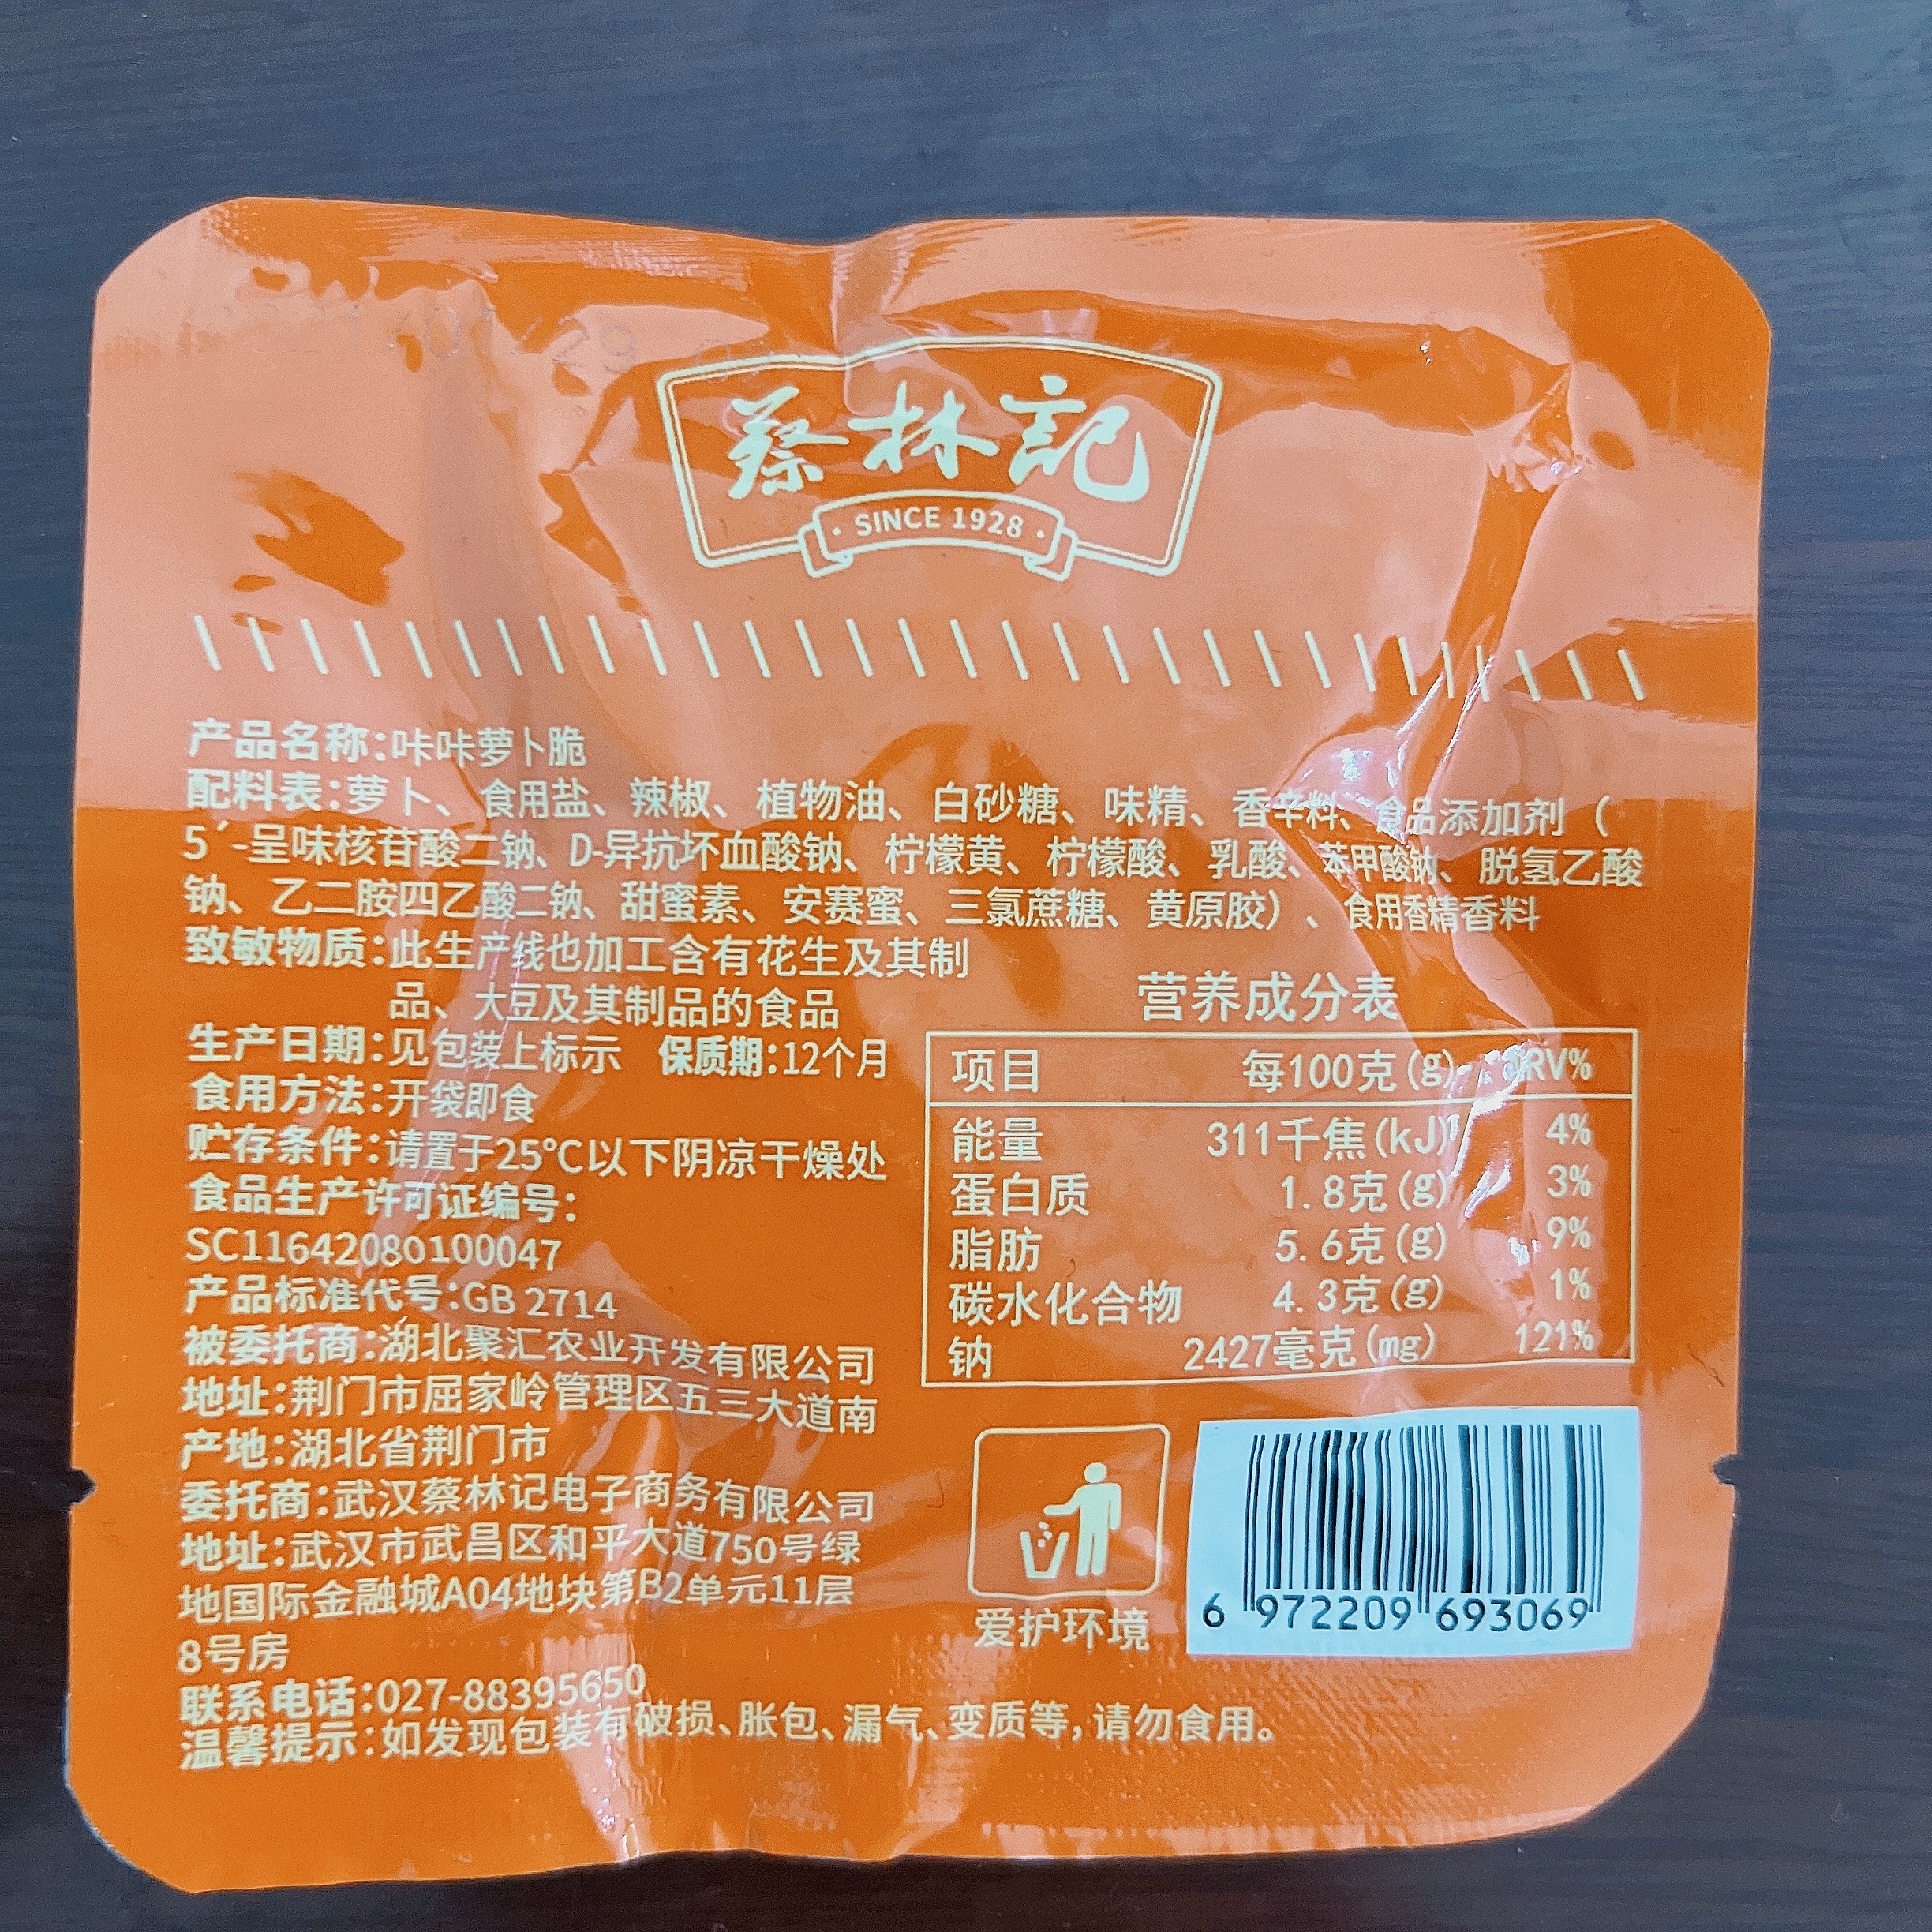 蔡林記
SINCE 1928
产品名称:咔咔萝卜脆
配料表:萝卜、食用盐、辣椒、植物油、白砂糖、味精、香辛料、食品添加剂（
5´-呈味核苷酸二钠、D-异抗坏血酸钠、柠檬黄、柠檬酸、乳酸、苯甲酸钠、脱氢乙酸
钠、乙二胺四乙酸二钠、甜蜜素、安赛蜜、三氯蔗糖、黄原胶）、食用香精香料
致敏物质:此生产线也加工含有花生及其制
品、大豆及其制品的食品
生产日期:见包装上标示 保质期:12个月
食用方法:开袋即食
贮存条件:请置于25℃以下阴凉干燥处
食品生产许可证编号:
SC11642080100047
产品标准代号:GB 2714
被委托商:湖北聚汇农业开发有限公司
地址:荆门市屈家岭管理区五三大道南
产地:湖北省荆门市
委托商:武汉蔡林记电子商务有限公司
地址:武汉市武昌区和平大道750号绿
地国际金融城A04地块第B2单元11层
8号房
联系电话:027-88395650
温馨提示:如发现包装有破损、胀包、漏气、变质等,请勿食用。
营养成分表
项目 每100克(g) NRV%
能量 311千焦(kJ) 4%
蛋白质 1.8克(g) 3%
脂肪 5.6克(g) 9%
碳水化合物 4.3克(g) 1%
钠 2427毫克(mg) 121%
爱护环境
6 972209 693069